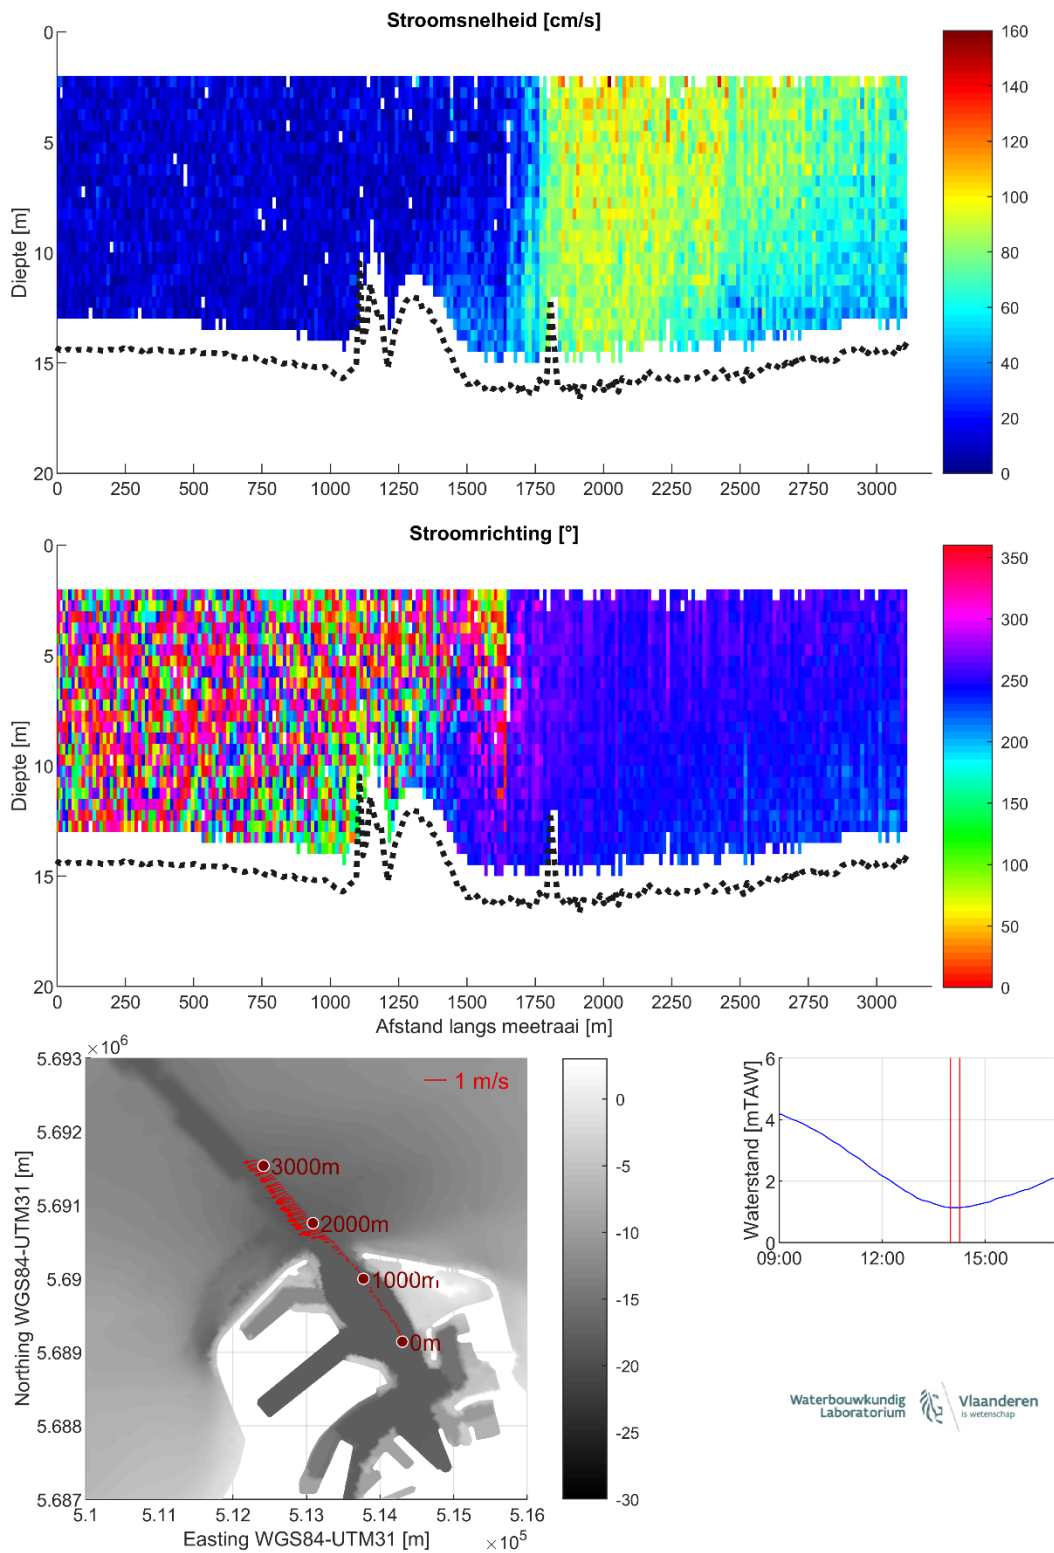 Stroomsnelheid [cm/s]
0
5
10
15
20
Diepte [m]
0 250 500 750 1000 1250 1500 1750 2000 2250 2500 2750 3000
160
140
120
100
80
60
40
20
0
Stroomrichting [°]
0
5
10
15
20
Diepte [m]
0 250 500 750 1000 1250 1500 1750 2000 2250 2500 2750 3000
Afstand langs meetraai [m]
350
300
250
200
150
100
50
0
×10⁶
5.693
5.692
5.691
5.69
5.689
5.688
5.687
Northing WGS84-UTM31 [m]
1 m/s
3000m
2000m
1000m
0m
5.1 5.11 5.12 5.13 5.14 5.15 5.16
Easting WGS84-UTM31 [m]
×10⁵
0
-5
-10
-15
-20
-25
-30
Waterstand [mTAW]
6
4
2
0
09:00 12:00 15:00
Waterbouwkundig
Laboratorium
Vlaanderen
is wetenschap